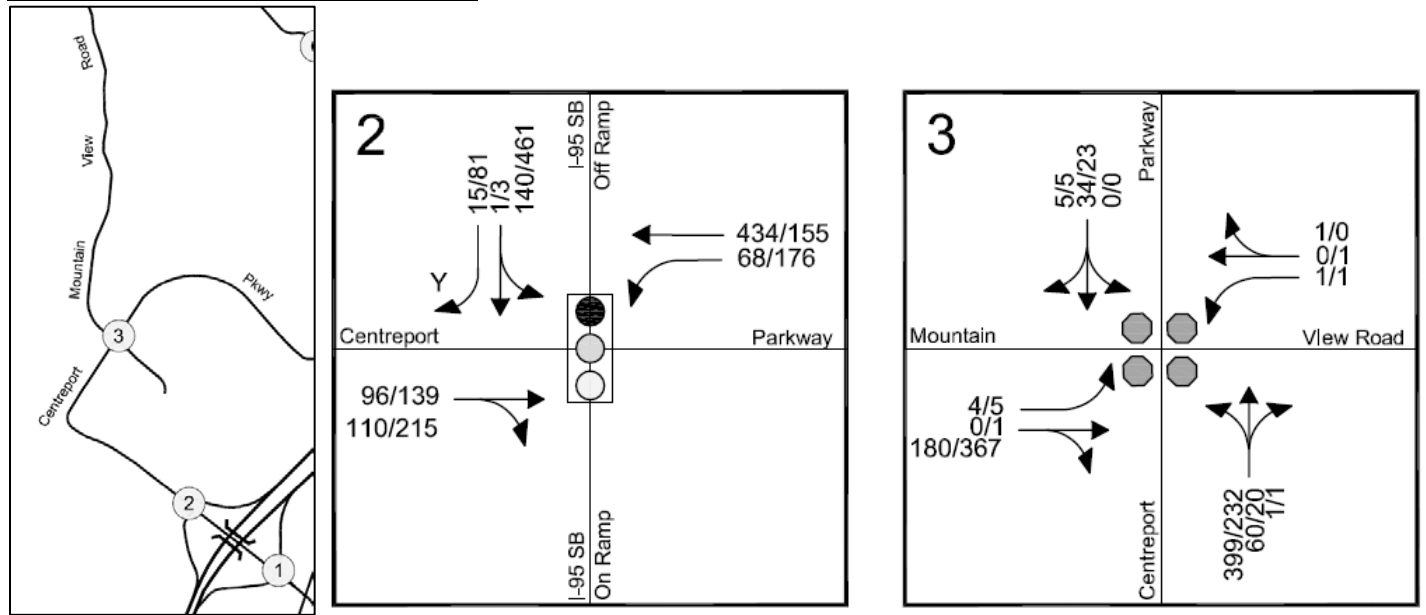 Road
View
Mountain
3
Pkwy
Centreport
2
1
2
15/81
1/3
140/461
I-95 SB
Off Ramp
434/155
68/176
Y
Centreport
Parkway
96/139
110/215
I-95 SB
On Ramp
3
5/5
34/23
0/0
Parkway
1/0
0/1
1/1
Mountain
View Road
4/5
0/1
180/367
399/232
60/20
1/1
Centreport